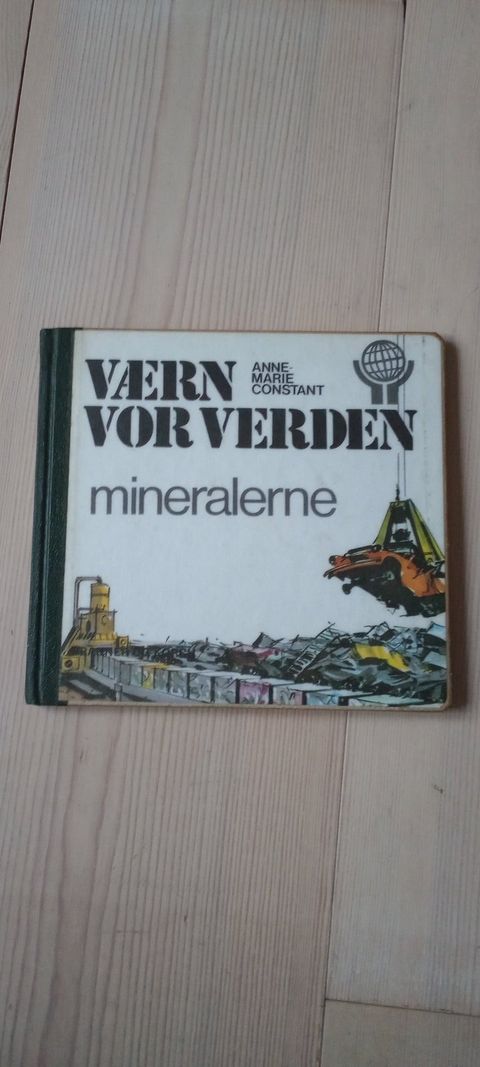 VÆRN
ANNE-
MARIE
CONSTANT
VOR VERDEN
mineralerne